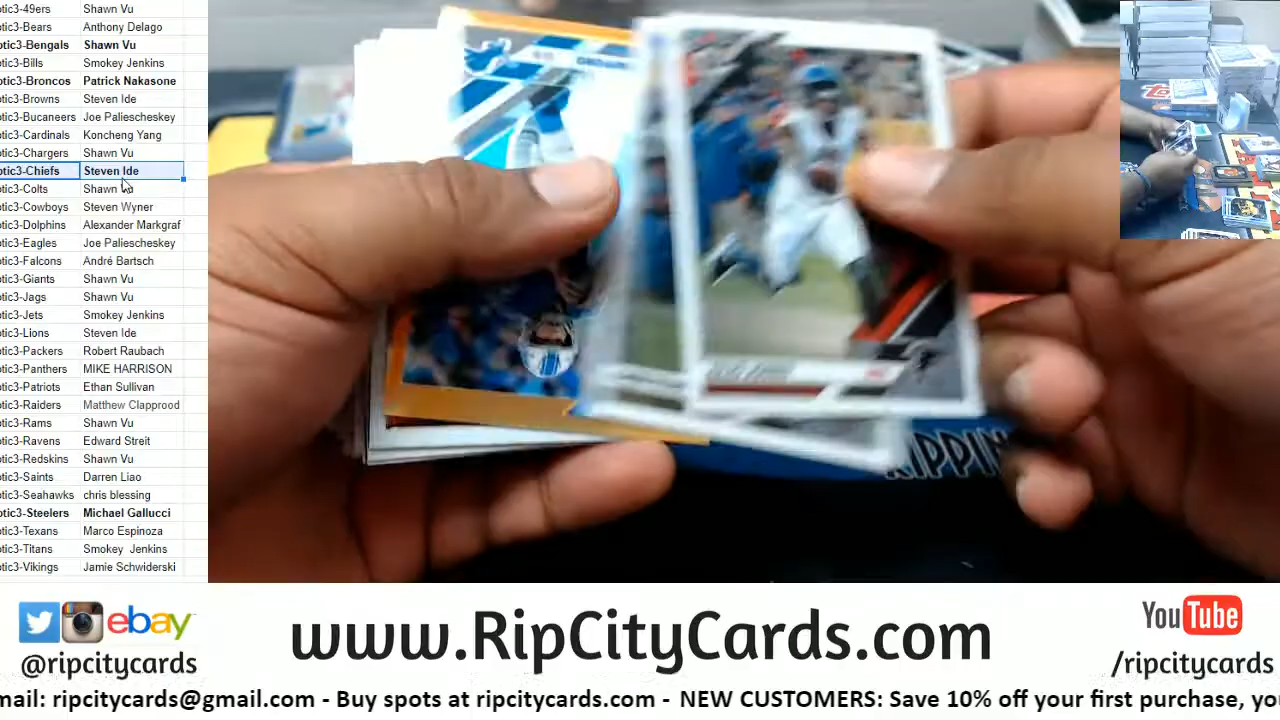 otic3-49ers Shawn Vu
otic3-Bears Anthony Delago
otic3-Bengals Shawn Vu
otic3-Bills Smokey Jenkins
otic3-Broncos Patrick Nakasone
otic3-Browns Steven Ide
otic3-Bucaneers Joe Paliescheskey
otic3-Cardinals Koncheng Yang
otic3-Chargers Shawn Vu
otic3-Chiefs Steven Ide
otic3-Colts Shawn Vu
otic3-Cowboys Steven Wyner
otic3-Dolphins Alexander Markgraf
otic3-Eagles Joe Paliescheskey
otic3-Falcons André Bartsch
otic3-Giants Shawn Vu
otic3-Jags Shawn Vu
otic3-Jets Smokey Jenkins
otic3-Lions Steven Ide
otic3-Packers Robert Raubach
otic3-Panthers MIKE HARRISON
otic3-Patriots Ethan Sullivan
otic3-Raiders Matthew Clapprood
otic3-Rams Shawn Vu
otic3-Ravens Edward Streit
otic3-Redskins Shawn Vu
otic3-Saints Darren Liao
otic3-Seahawks chris blessing
otic3-Steelers Michael Gallucci
otic3-Texans Marco Espinoza
otic3-Titans Smokey Jenkins
otic3-Vikings Jamie Schwiderski
RIPPIN
ebay
@ripcitycards
www.RipCityCards.com
YouTube
/ripcitycards
mail: ripcitycards@gmail.com - Buy spots at ripcitycards.com - NEW CUSTOMERS: Save 10% off your first purchase, yo